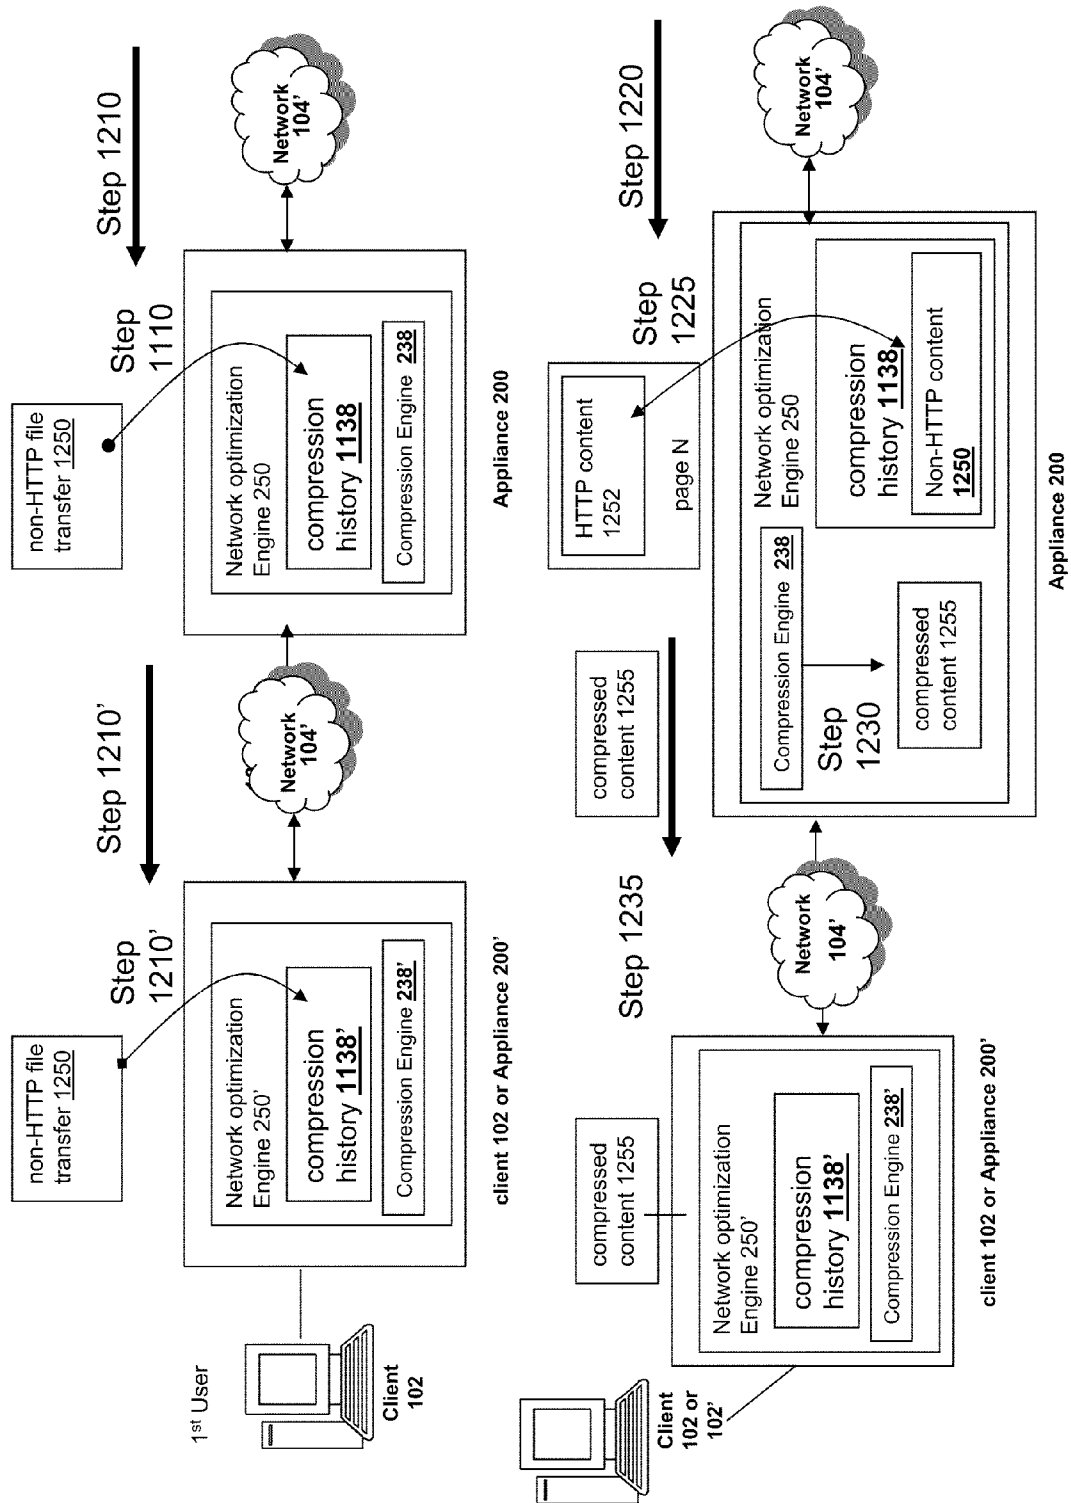 1st User
Client
102
non-HTTP file
transfer 1250
Step
1210’
Network optimization
Engine 250’
compression
history 1138’
Compression Engine 238’
client 102 or Appliance 200’
Step 1210’
Network
104’
non-HTTP file
transfer 1250
Step
1110
Network optimization
Engine 250
compression
history 1138
Compression Engine 238
Appliance 200
Step 1210
Network
104’
Client
102 or
102’
compressed
content 1255
Network optimization
Engine 250’
compression
history 1138’
Compression Engine 238’
client 102 or Appliance 200’
Step 1235
Network
104’
compressed
content 1255
HTTP content
1252
page N
Step
1225
Compression Engine 238
Step
1230
compressed
content 1255
Network optimization
Engine 250
compression
history 1138
Non-HTTP content
1250
Appliance 200
Step 1220
Network
104’